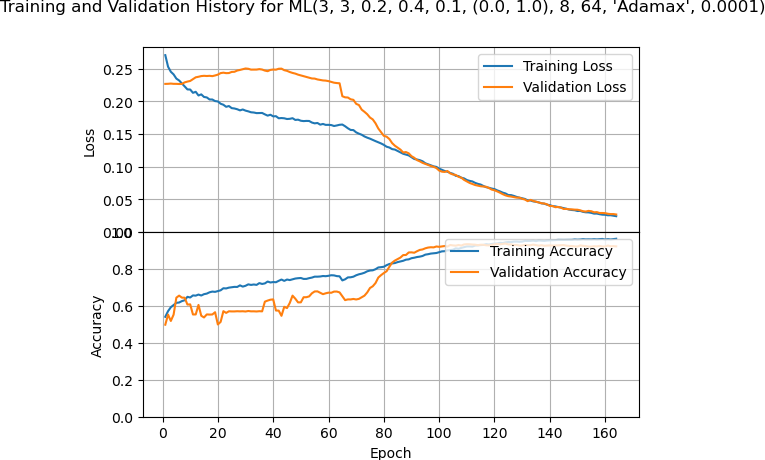 Training and Validation History for ML(3, 3, 0.2, 0.4, 0.1, (0.0, 1.0), 8, 64, 'Adamax', 0.0001)
0.25
0.20
0.15
0.10
0.05
0.00
Loss
Training Loss
Validation Loss
1.0
0.8
0.6
0.4
0.2
0.0
Accuracy
Training Accuracy
Validation Accuracy
0 20 40 60 80 100 120 140 160
Epoch